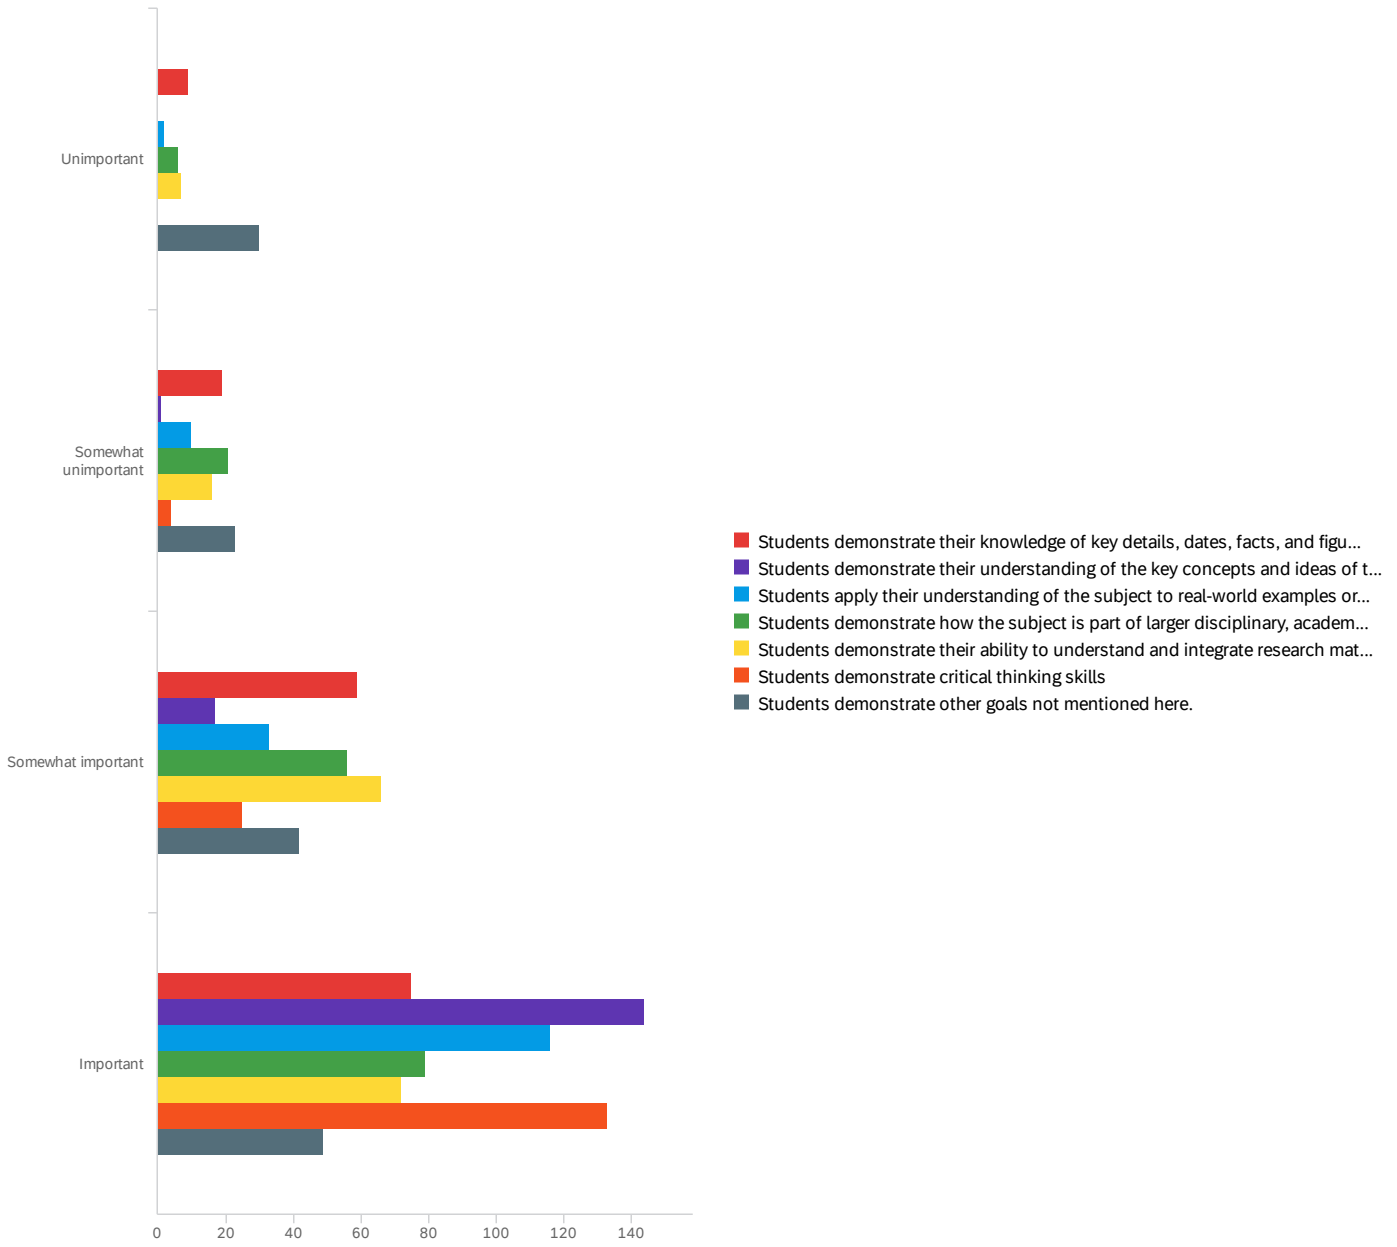 Unimportant
Somewhat
unimportant
Somewhat important
Important
0 20 40 60 80 100 120 140
Students demonstrate their knowledge of key details, dates, facts, and figu...
Students demonstrate their understanding of the key concepts and ideas of t...
Students apply their understanding of the subject to real-world examples or...
Students demonstrate how the subject is part of larger disciplinary, academ...
Students demonstrate their ability to understand and integrate research mat...
Students demonstrate critical thinking skills
Students demonstrate other goals not mentioned here.